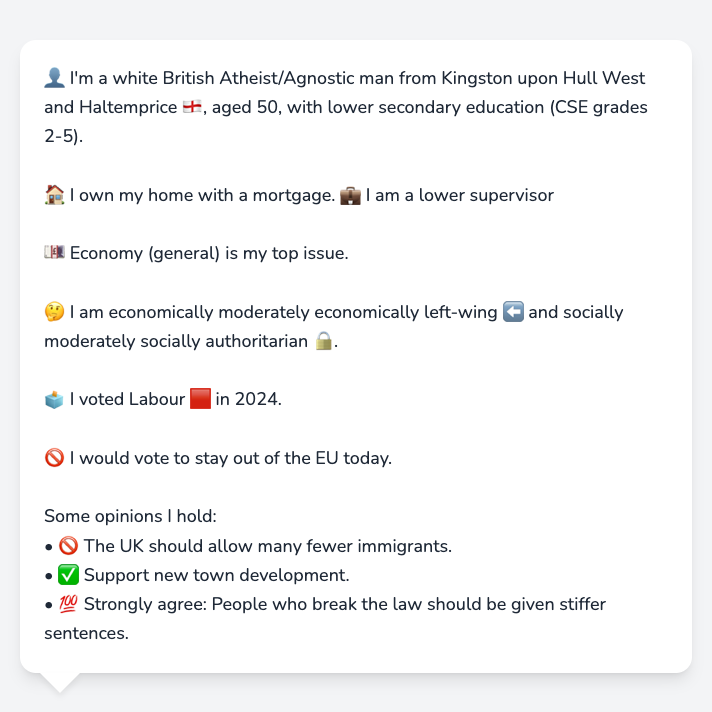 👤 I'm a white British Atheist/Agnostic man from Kingston upon Hull West
and Haltemprice 🏴󠁧󠁢󠁥󠁮󠁧󠁿, aged 50, with lower secondary education (CSE grades
2-5).
🏠 I own my home with a mortgage. 💼 I am a lower supervisor
💷 Economy (general) is my top issue.
🤔 I am economically moderately economically left-wing ⬅️ and socially
moderately socially authoritarian 🔒.
🗳️ I voted Labour 🟥 in 2024.
🚫 I would vote to stay out of the EU today.
Some opinions I hold:
• 🚫 The UK should allow many fewer immigrants.
• ✅ Support new town development.
• 💯 Strongly agree: People who break the law should be given stiffer
sentences.